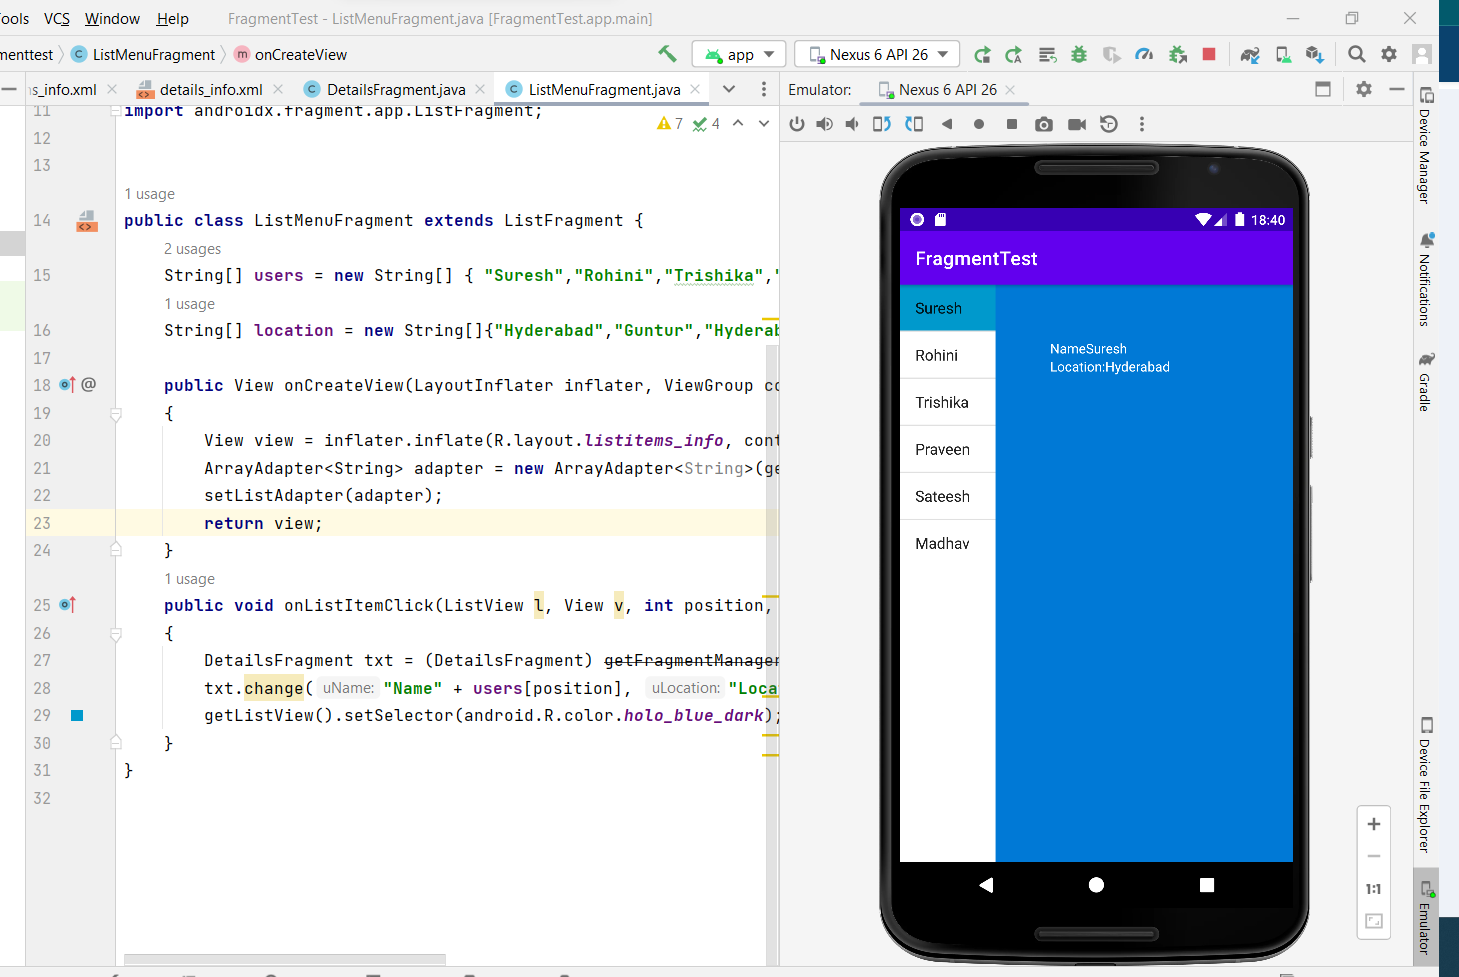 Tools VCS Window Help FragmentTest - ListMenuFragment.java [FragmentTest.app.main]
menttest ListMenuFragment onCreateView app Nexus 6 API 26
s_info.xml details_info.xml DetailsFragment.java ListMenuFragment.java Emulator: Nexus 6 API 26
11 import androidx.fragment.app.ListFragment;
7 4
12
13
1 usage
14 public class ListMenuFragment extends ListFragment {
2 usages
15 String[] users = new String[] { "Suresh","Rohini","Trishika","
1 usage
16 String[] location = new String[]{"Hyderabad","Guntur","Hyderab
17
18 @ public View onCreateView(LayoutInflater inflater, ViewGroup co
19 {
20 View view = inflater.inflate(R.layout.listitems_info, cont
21 ArrayAdapter<String> adapter = new ArrayAdapter<String>(ge
22 setListAdapter(adapter);
23 return view;
24 }
1 usage
25 public void onListItemClick(ListView l, View v, int position,
26 {
27 DetailsFragment txt = (DetailsFragment) getFragmentManager
28 txt.change( uName: "Name" + users[position], uLocation: "Loca
29 getListView().setSelector(android.R.color.holo_blue_dark);
30 }
31 }
32
18:40
FragmentTest
Suresh
Rohini
Trishika
Praveen
Sateesh
Madhav
NameSuresh
Location:Hyderabad
1:1
Device Manager
Notifications
Gradle
Device File Explorer
Emulator